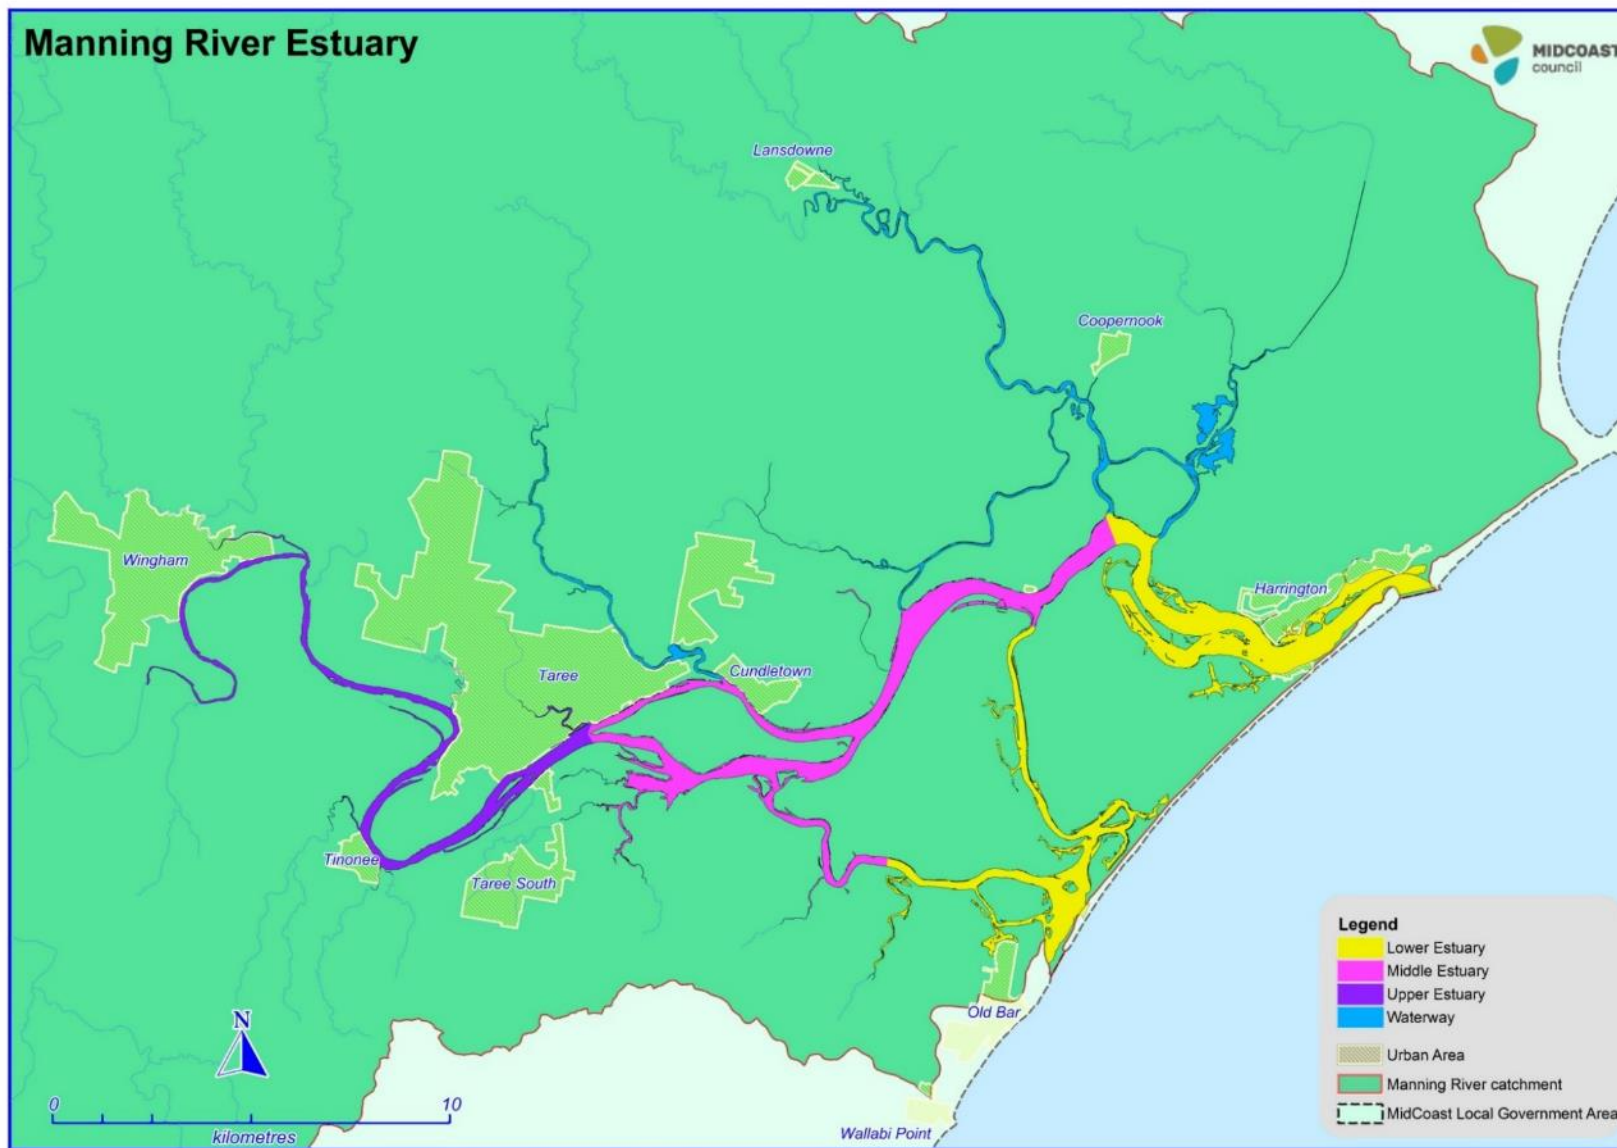 Manning River Estuary
MIDCOAST
council
Lansdowne
Coopernook
Wingham
Harrington
Taree
Cundletown
Tinonee
Taree South
Old Bar
Wallabi Point
N
0 10
kilometres
Legend
Lower Estuary
Middle Estuary
Upper Estuary
Waterway
Urban Area
Manning River catchment
MidCoast Local Government Area